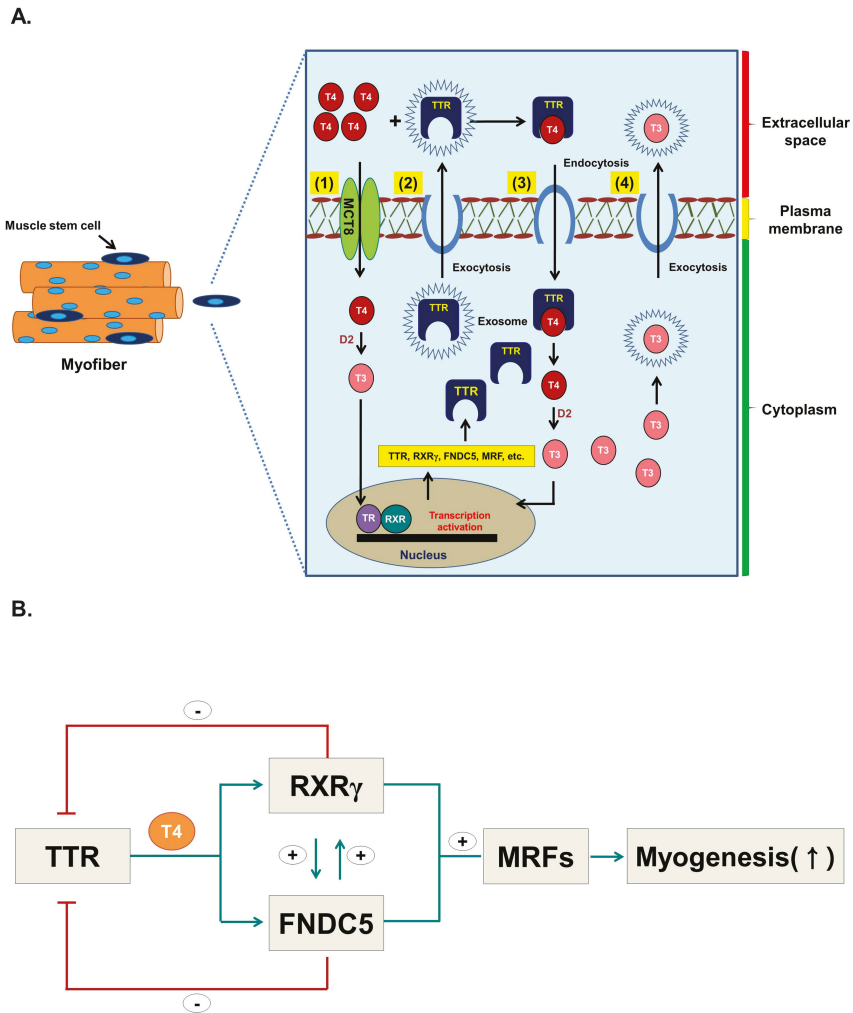 A.
T4 T4
T4 T4
+
TTR
TTR
T4
T3
Extracellular
space
Endocytosis
(1) (2) (3) (4)
MCT8
Plasma
membrane
Muscle stem cell
Myofiber
Exocytosis
Exocytosis
T4
TTR
Exosome
TTR
T4
T3
D2
TTR
T3
TTR
T4
D2
Cytoplasm
T3
TTR, RXRγ, FNDC5, MRF, etc.
T3
T3
T3
TR RXR
Transcription
activation
Nucleus
B.
-
RXRγ
T4
TTR
+ +
+
MRFs
Myogenesis(↑)
FNDC5
-